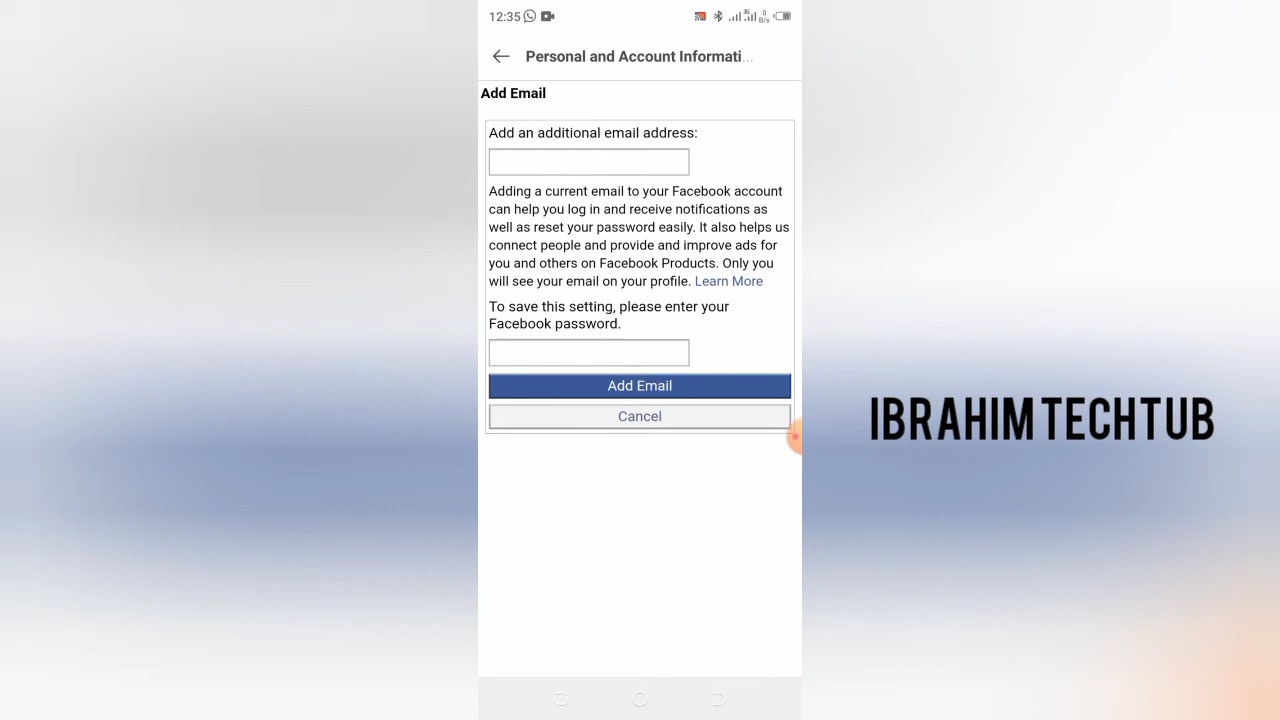 12:35
3G
0
B/s
Personal and Account Informati...
Add Email
Add an additional email address:
Adding a current email to your Facebook account
can help you log in and receive notifications as
well as reset your password easily. It also helps us
connect people and provide and improve ads for
you and others on Facebook Products. Only you
will see your email on your profile. Learn More
To save this setting, please enter your
Facebook password.
Add Email
Cancel
IBRAHIM TECHTUB